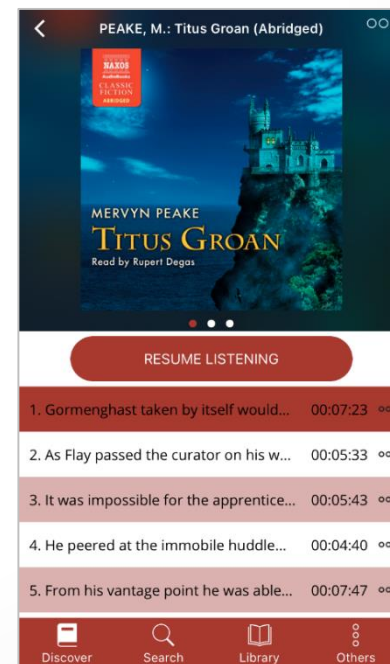 PEAKE, M.: Titus Groan (Abridged)
NAXOS
AudioBooks
CLASSIC
FICTION
ABRIDGED
MERVYN PEAKE
TITUS GROAN
Read by Rupert Degas
RESUME LISTENING
1. Gormenghast taken by itself would... 00:07:23
2. As Flay passed the curator on his w... 00:05:33
3. It was impossible for the apprentice... 00:05:43
4. He peered at the immobile huddle... 00:04:40
5. From his vantage point he was able... 00:07:47
Discover Search Library Others